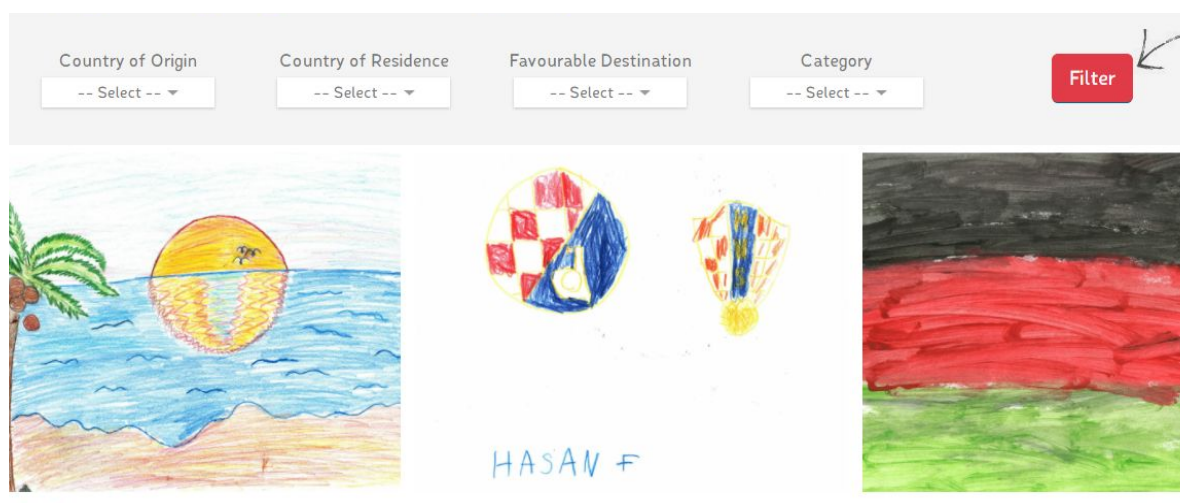 Country of Origin
-- Select --
Country of Residence
-- Select --
Favourable Destination
-- Select --
Category
-- Select --
Filter
HASAN F